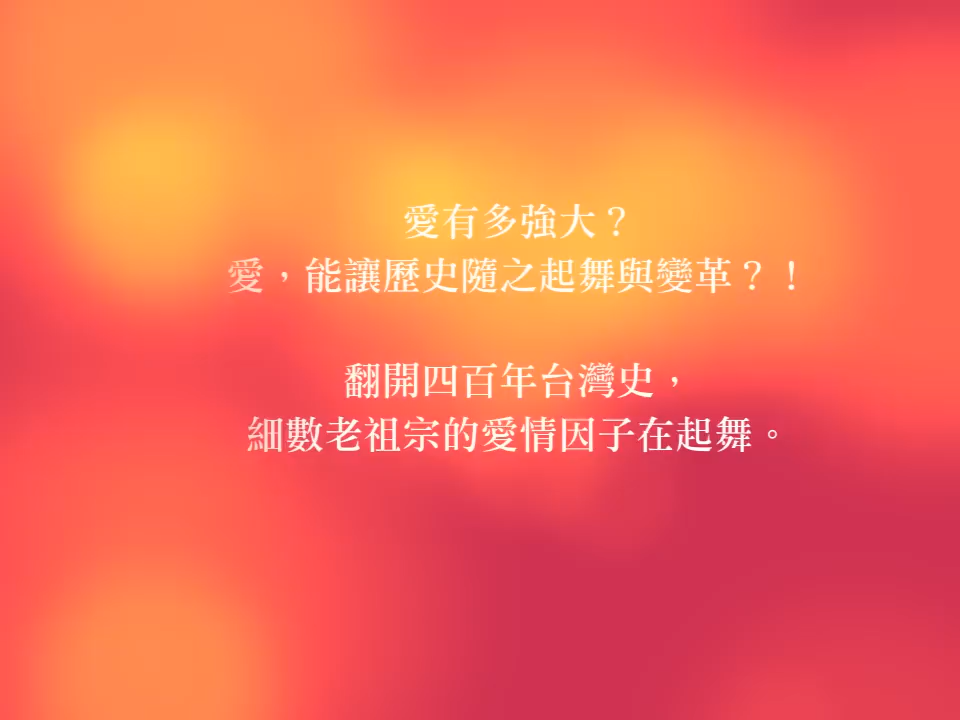 愛有多強大？
愛，能讓歷史隨之起舞與變革？！
翻開四百年台灣史，
細數老祖宗的愛情因子在起舞。